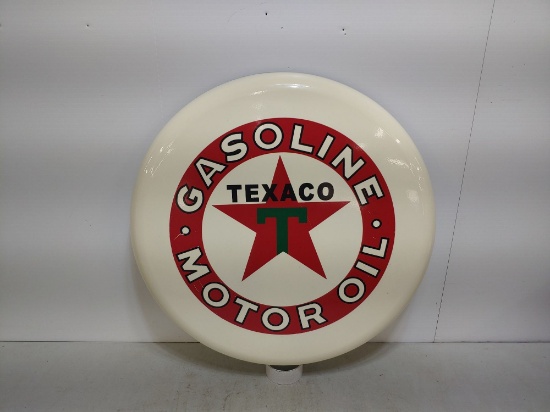 GASOLINE
TEXACO
T
MOTOR OIL